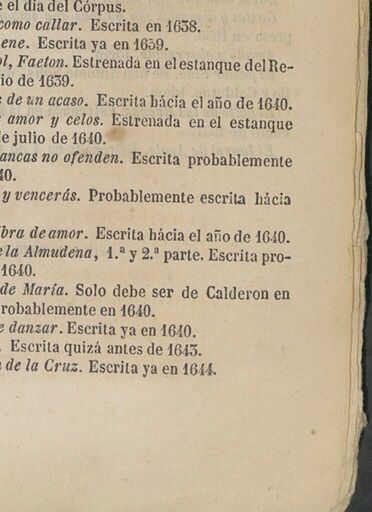 e el dia del Córpus.
como callar. Escrita en 1638.
ene. Escrita ya en 1639.
ol, Faeton. Estrenada en el estanque del Re-
io de 1639.
s de un acaso. Escrita hácia el año de 1640.
amor y celos. Estrenada en el estanque
de julio de 1640.
ancas no ofenden. Escrita probablemente
40.
y vencerás. Probablemente escrita hácia
bra de amor. Escrita hácia el año de 1640.
e la Almudena, 1.ª y 2.ª parte. Escrita pro-
1640.
de María. Solo debe ser de Calderon en
robablemente en 1640.
e danzar. Escrita ya en 1640.
. Escrita quizá antes de 1643.
de la Cruz. Escrita ya en 1644.